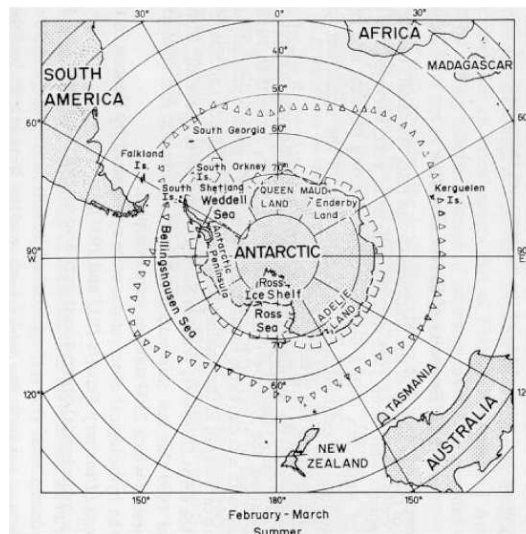 30°
0°
30°
AFRICA
40°
MADAGASCAR
SOUTH
AMERICA
50°
60°
South Georgia
60°
60°
Falkland
Is.
South Orkney
Is.
70°
South Shetland
Is.
QUEEN MAUD
LAND
Enderby
Land
Kerguelen
Is.
Weddell
Sea
90°
W
ANTARCTIC
90°
E
Antarctic
Peninsula
Bellingshausen Sea
Ross
Ice Shelf
Ross
Sea
ADELIE
LAND
70°
60°
120°
TASMANIA
AUSTRALIA
120°
NEW
ZEALAND
150°
180°
150°
February - March
Summer